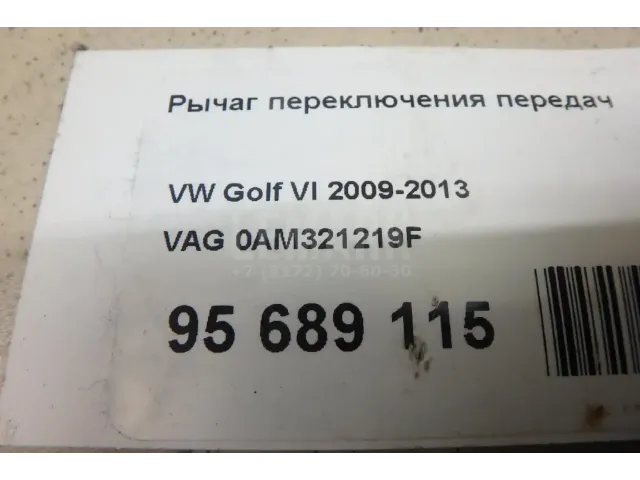 Рычаг переключения передач
VW Golf VI 2009-2013
VAG 0AM321219F
95 689 115